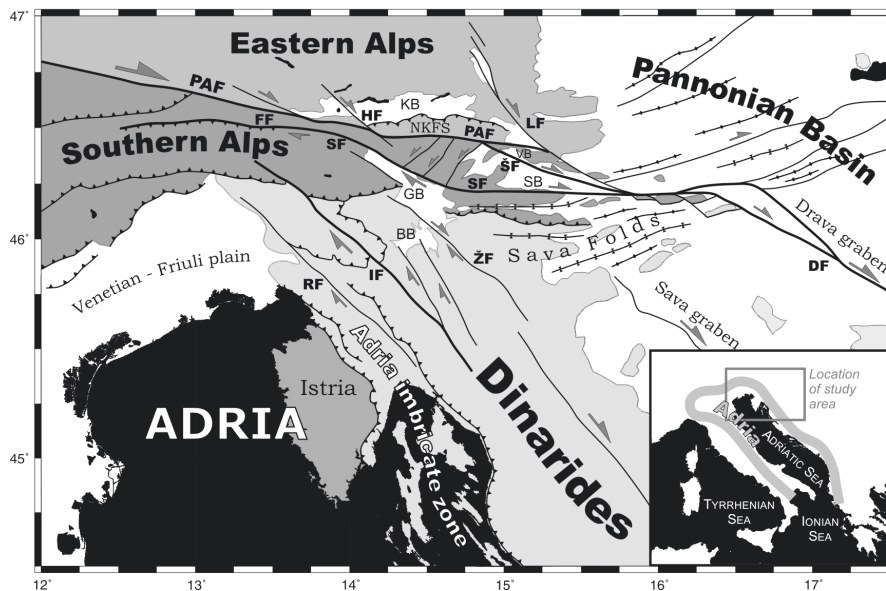 47°
Eastern Alps
PAF
Pannonian Basin
KB
HF
FF
NKFS
PAF
LF
Southern Alps
SF
VB
ŠF
SB
SF
GB
46°
BB
Sava Folds
Drava graben
Venetian - Friuli plain
ŽF
DF
IF
RF
Sava graben
Adria imbricate zone
Istria
Dinarides
ADRIA
Location
of study
area
Adria
ADRIATIC SEA
45°
TYRRHENIAN
SEA
IONIAN
SEA
12°
13°
14°
15°
16°
17°